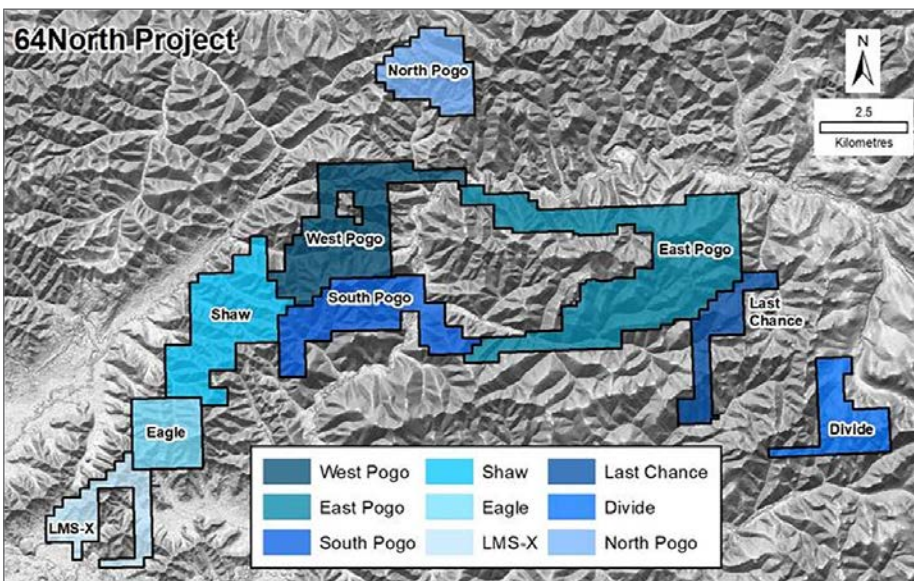 64North Project
North Pogo
N
2.5
Kilometres
West Pogo
East Pogo
South Pogo
Shaw
Last
Chance
Eagle
Divide
LMS-X
West Pogo
Shaw
Last Chance
East Pogo
Eagle
Divide
South Pogo
LMS-X
North Pogo